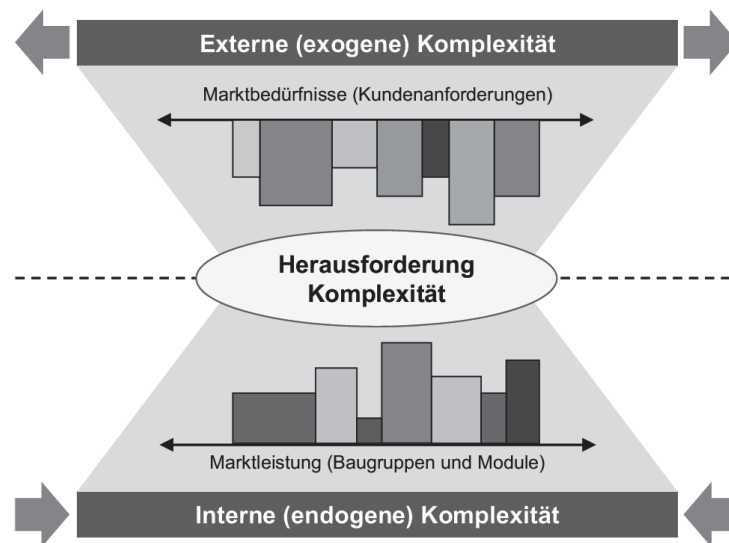 Externe (exogene) Komplexität
Marktbedürfnisse (Kundenanforderungen)
Herausforderung
Komplexität
Marktleistung (Baugruppen und Module)
Interne (endogene) Komplexität